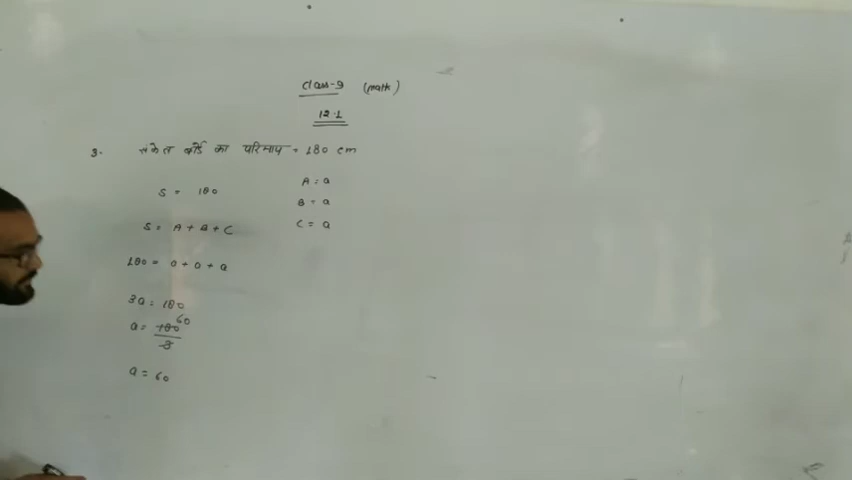 Class-9 (math)
12.1
3. संकेत बोर्ड का परिमाप = 180 cm
S = 180
A = a
B = a
C = a
S = A + B + C
180 = a + a + a
3a = 180
a = 180 60
3
a = 60